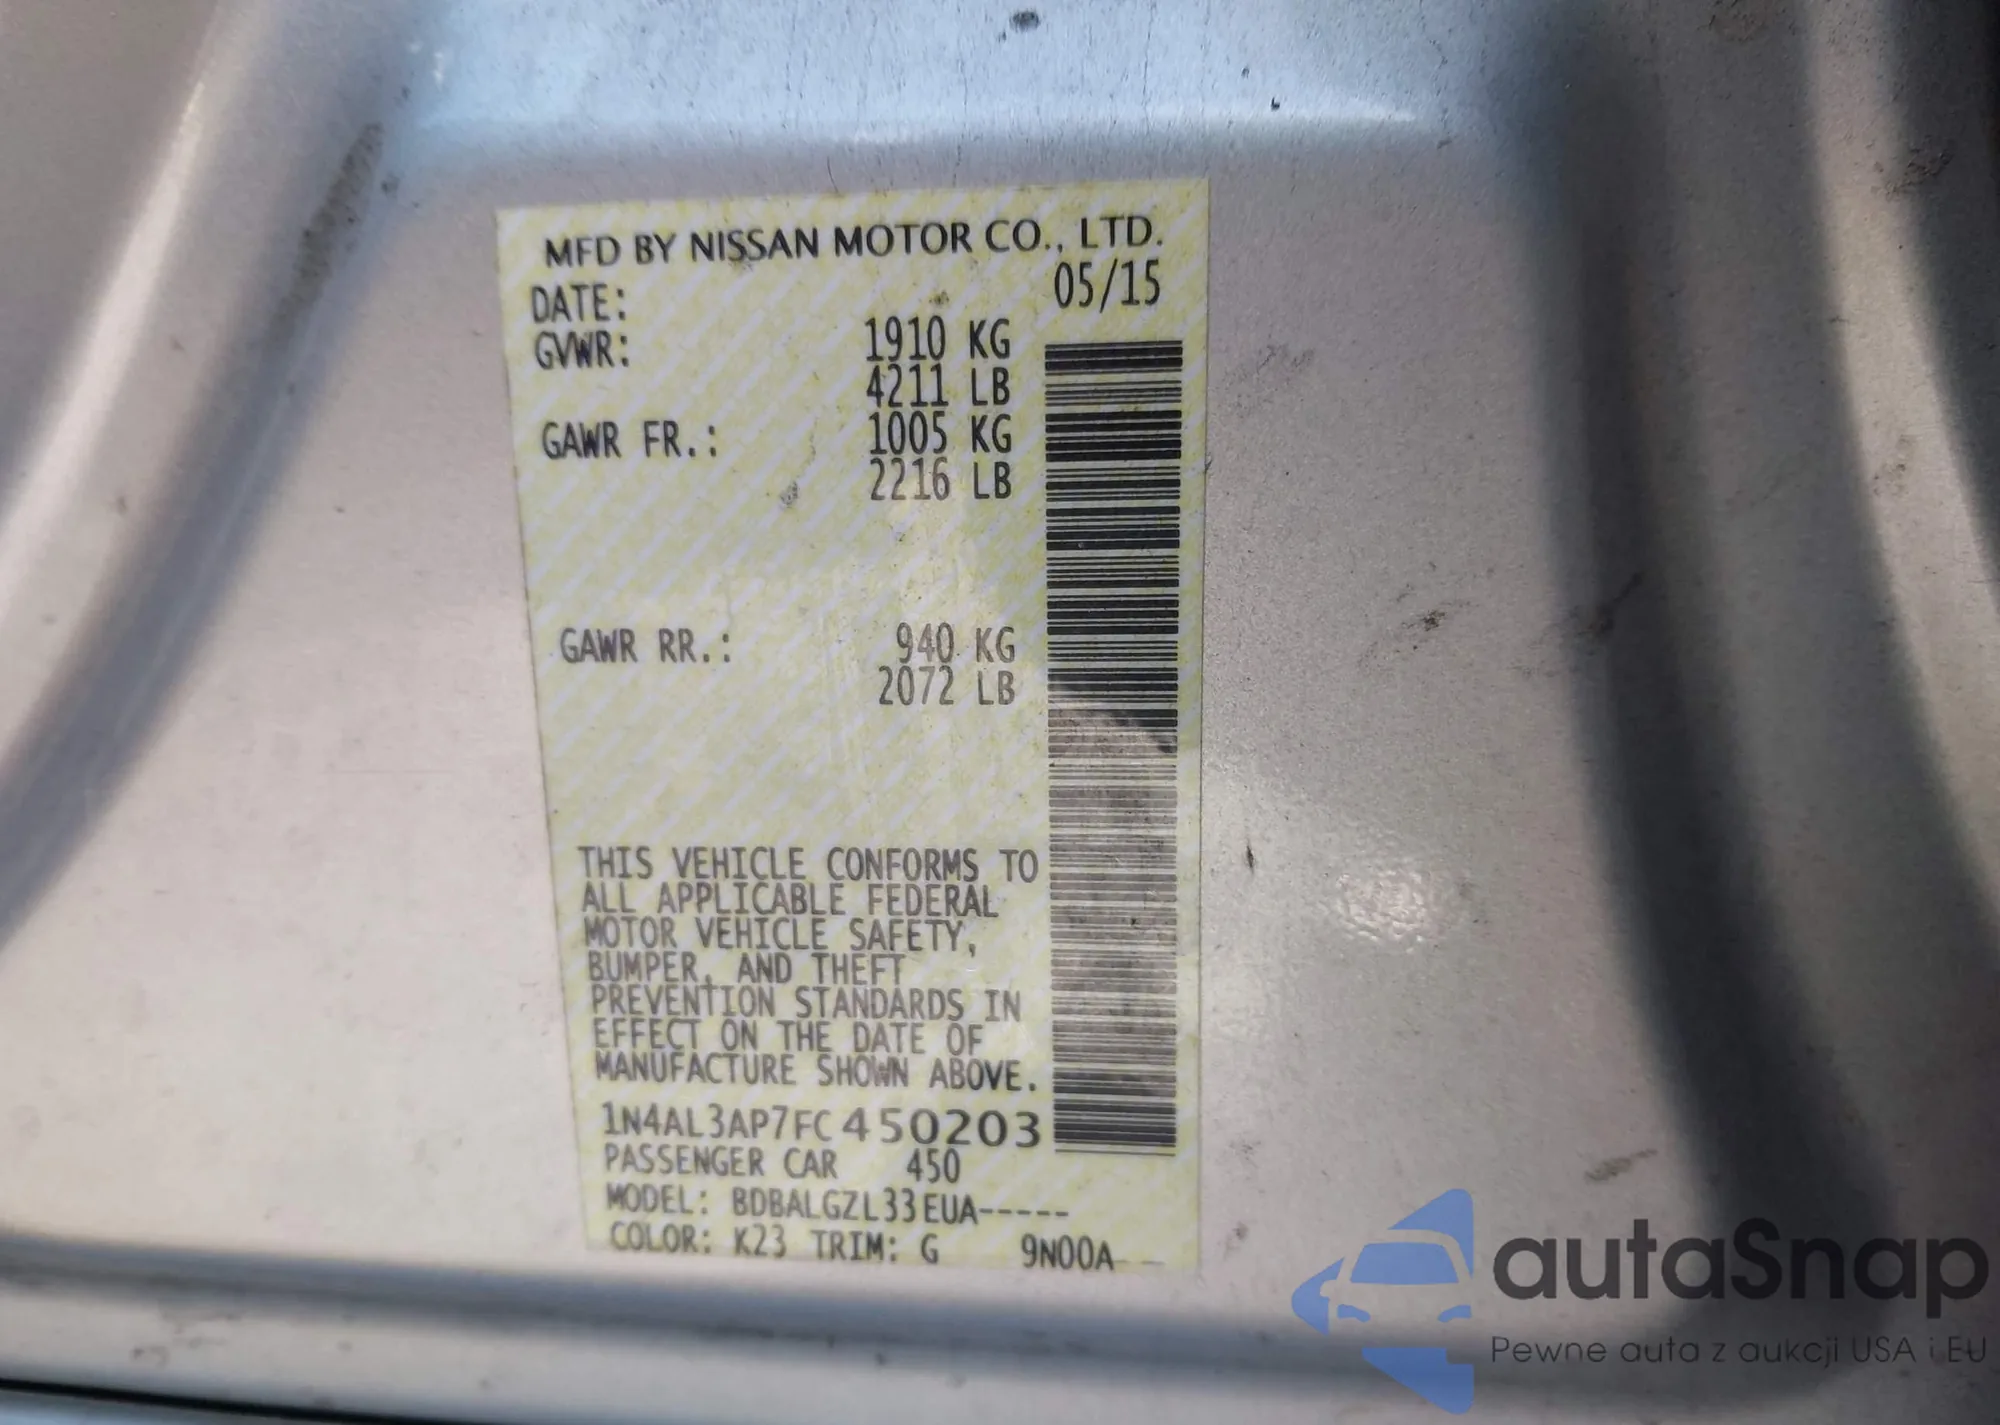 MFD BY NISSAN MOTOR CO., LTD.
DATE: 05/15
GVWR: 1910 KG
4211 LB
GAWR FR.: 1005 KG
2216 LB
GAWR RR.: 940 KG
2072 LB
THIS VEHICLE CONFORMS TO
ALL APPLICABLE FEDERAL
MOTOR VEHICLE SAFETY,
BUMPER, AND THEFT
PREVENTION STANDARDS IN
EFFECT ON THE DATE OF
MANUFACTURE SHOWN ABOVE.
1N4AL3AP7FC450203
PASSENGER CAR 450
MODEL: BDBALGZL33EUA-----
COLOR: K23 TRIM: G 9N00A--
autaSnap
Pewne auta z aukcji USA i EU